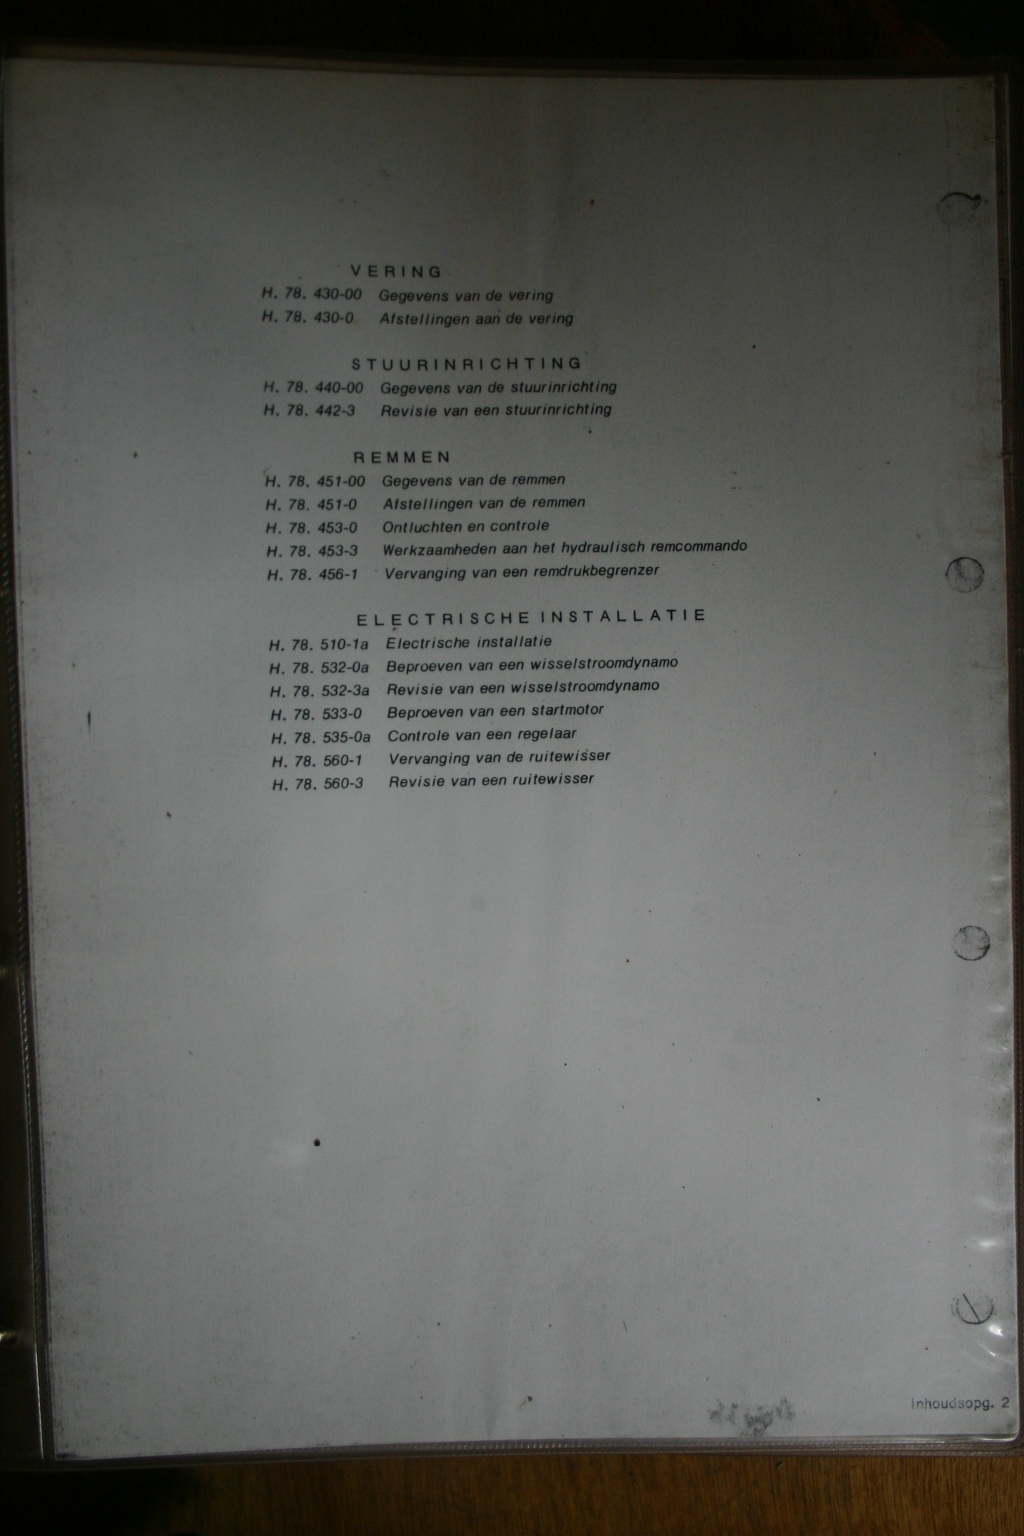 VERING
H. 78. 430-00 Gegevens van de vering
H. 78. 430-0 Afstellingen aan de vering
STUURINRICHTING
H. 78. 440-00 Gegevens van de stuurinrichting
H. 78. 442-3 Revisie van een stuurinrichting
REMMEN
H. 78. 451-00 Gegevens van de remmen
H. 78. 451-0 Afstellingen van de remmen
H. 78. 453-0 Ontluchten en controle
H. 78. 453-3 Werkzaamheden aan het hydraulisch remcommando
H. 78. 456-1 Vervanging van een remdrukbegrenzer
ELECTRISCHE INSTALLATIE
H. 78. 510-1a Electrische installatie
H. 78. 532-0a Beproeven van een wisselstroomdynamo
H. 78. 532-3a Revisie van een wisselstroomdynamo
H. 78. 533-0 Beproeven van een startmotor
H. 78. 535-0a Controle van een regelaar
H. 78. 560-1 Vervanging van de ruitewisser
H. 78. 560-3 Revisie van een ruitewisser
inhoudsopg. 2